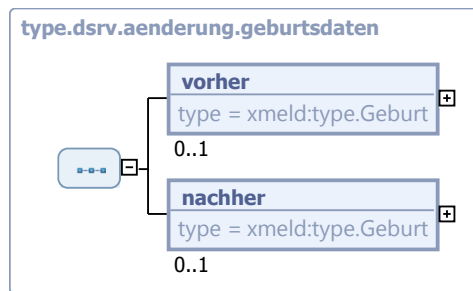 type.dsrv.aenderung.geburtsdaten
vorher
type = xmeld:type.Geburt
0..1
nachher
type = xmeld:type.Geburt
0..1